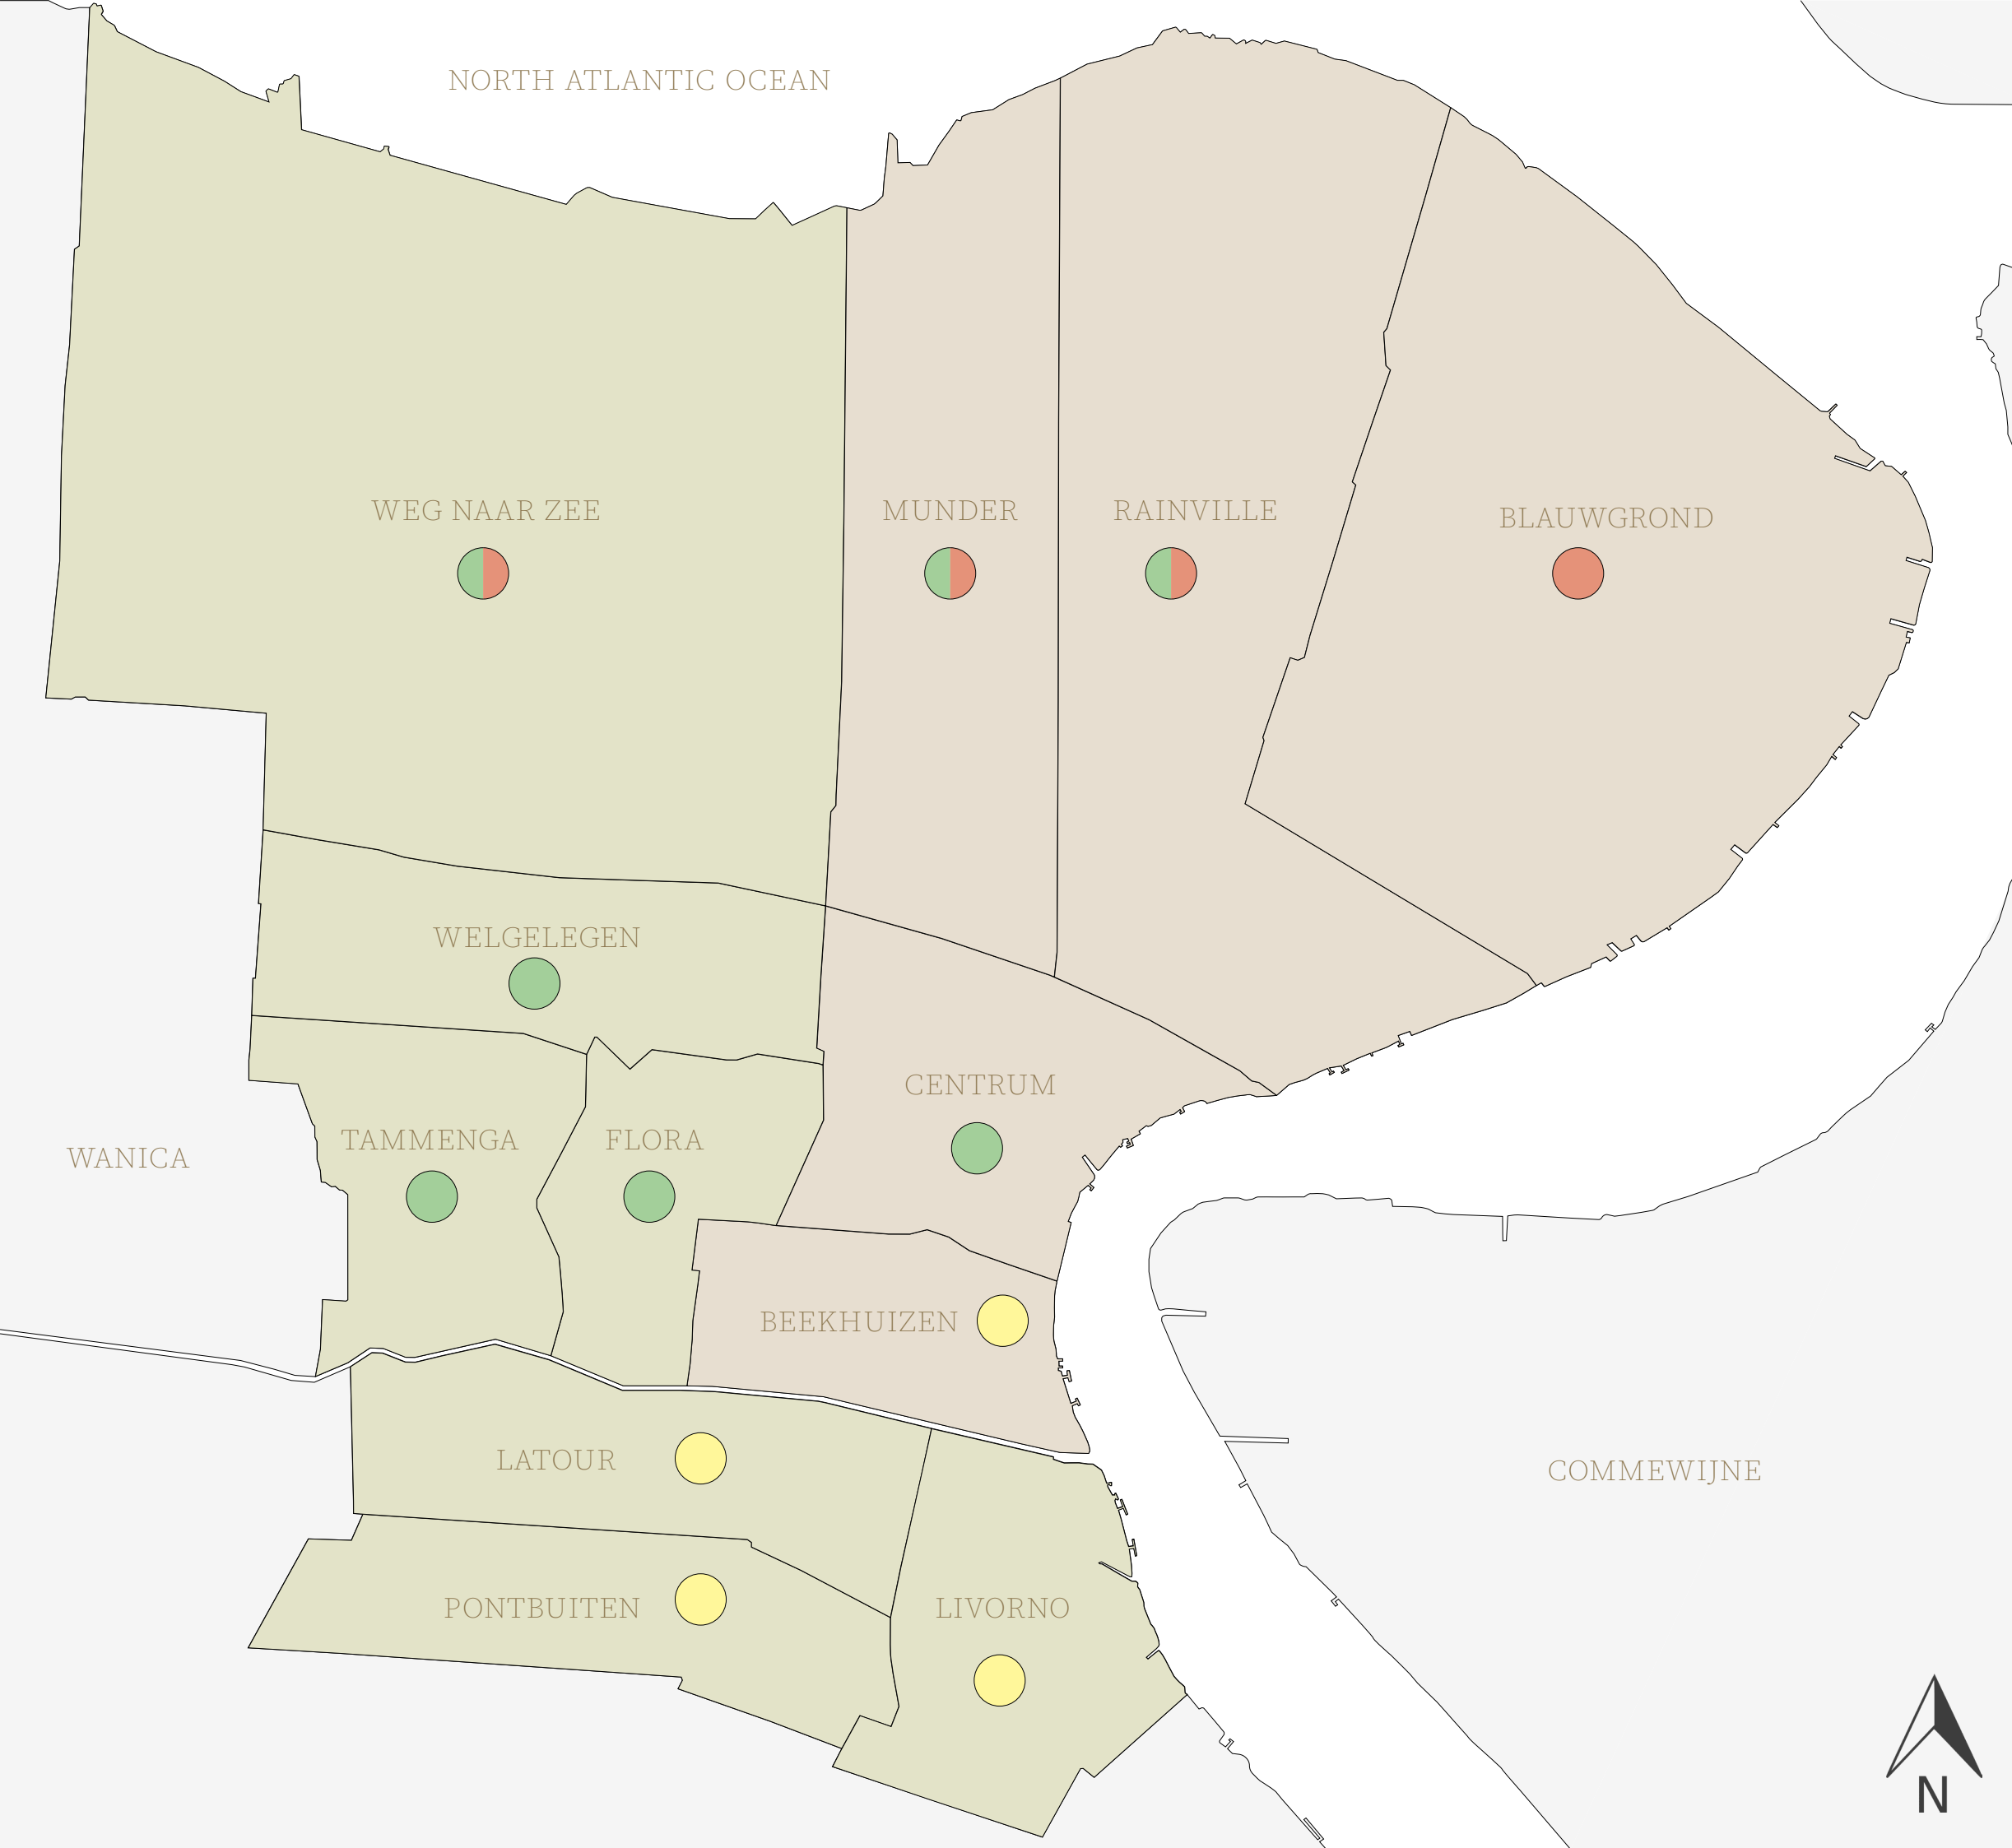 NORTH ATLANTIC OCEAN
WEG NAAR ZEE
MUNDER
RAINVILLE
BLAUWGROND
WELGELEGEN
CENTRUM
TAMMENGA
FLORA
WANICA
BEEKHUIZEN
LATOUR
COMMEWIJNE
PONTBUITEN
LIVORNO
N